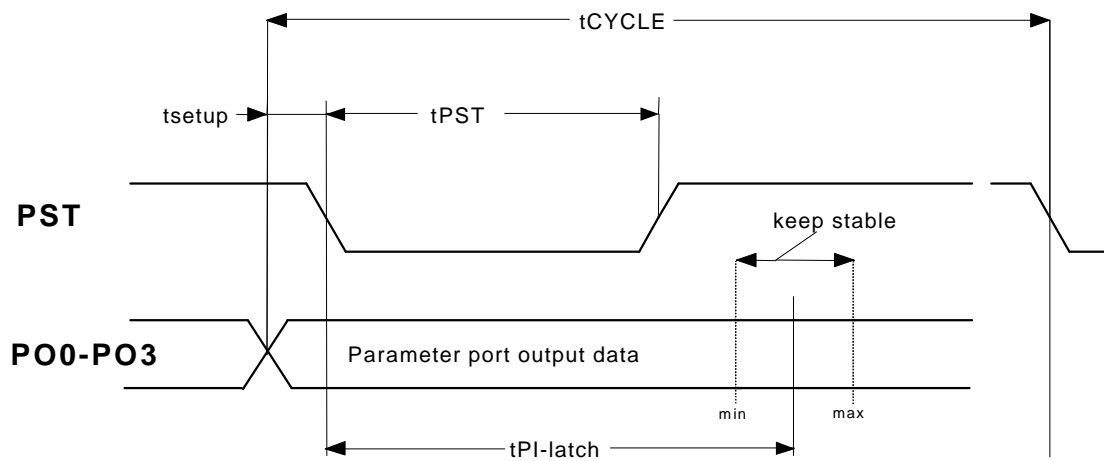 tCYCLE
tsetup
tPST
PST
keep stable
PO0-PO3
Parameter port output data
min
max
tPI-latch